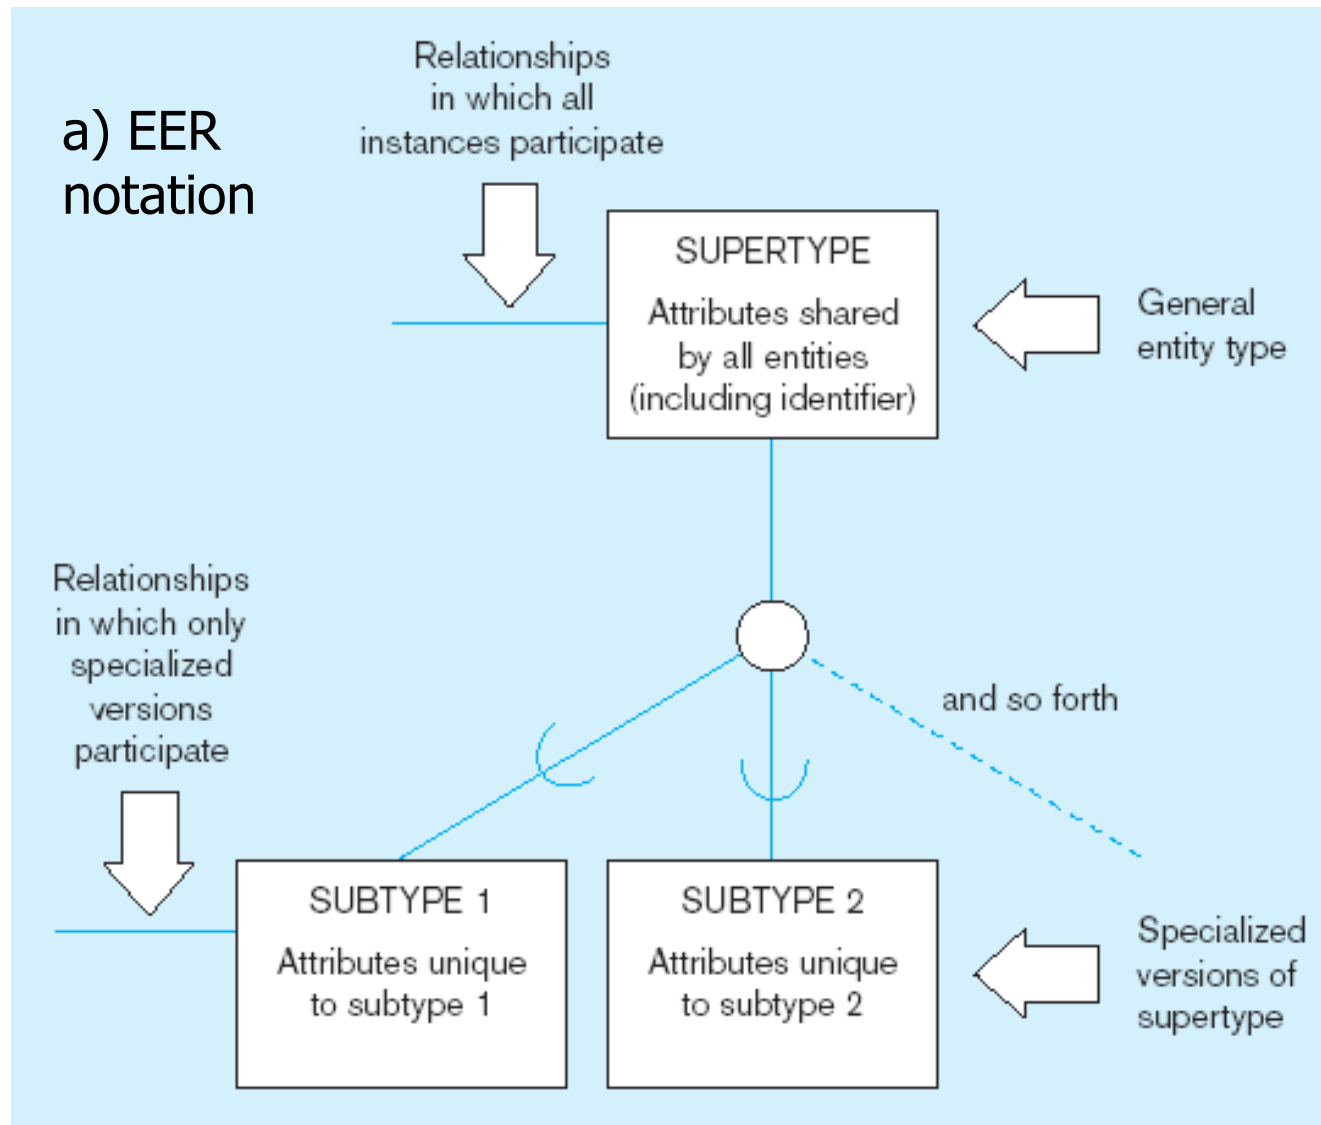 a) EER
notation
Relationships
in which all
instances participate
SUPERTYPE
Attributes shared
by all entities
(including identifier)
General
entity type
Relationships
in which only
specialized
versions
participate
and so forth
SUBTYPE 1
Attributes unique
to subtype 1
SUBTYPE 2
Attributes unique
to subtype 2
Specialized
versions of
supertype